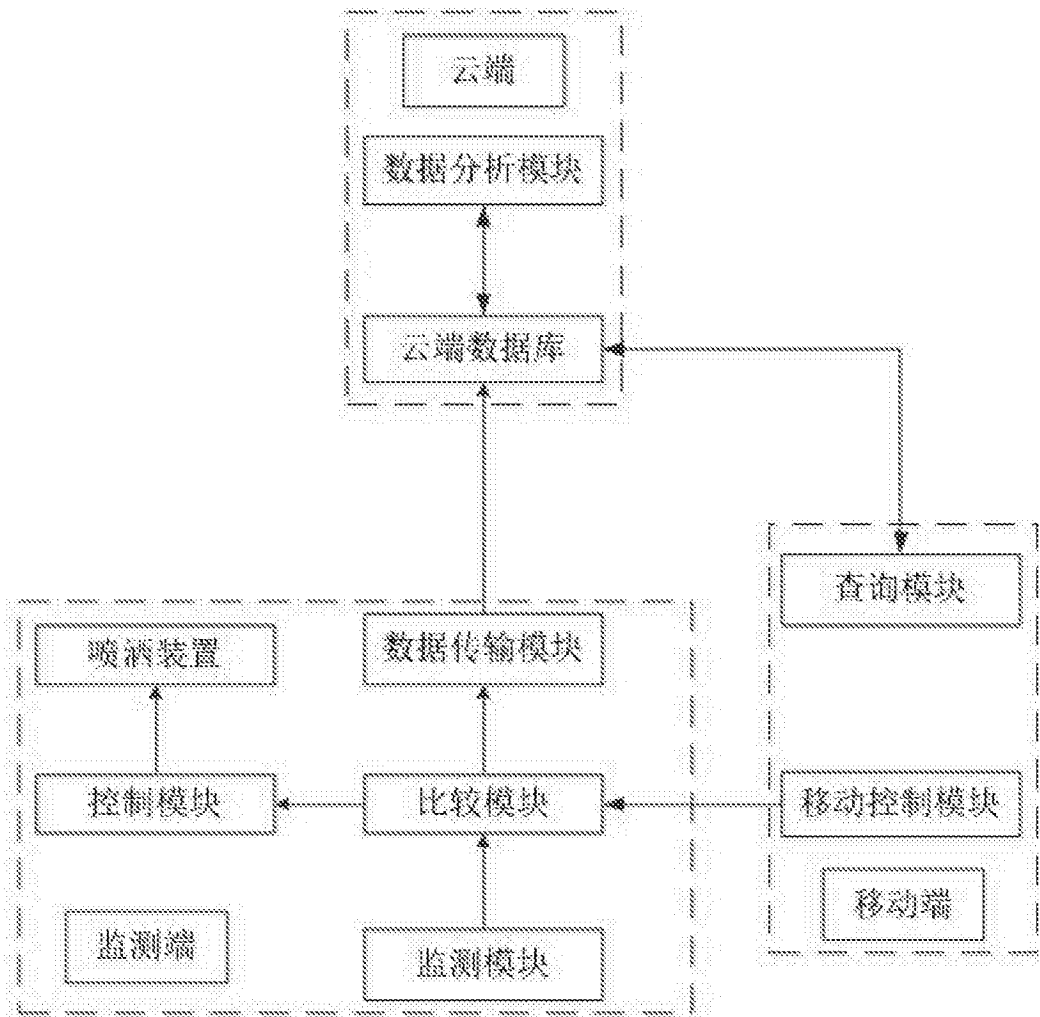 云端
数据分析模块
云端数据库
查询模块
喷洒装置
数据传输模块
控制模块
比较模块
移动控制模块
移动端
监测端
监测模块